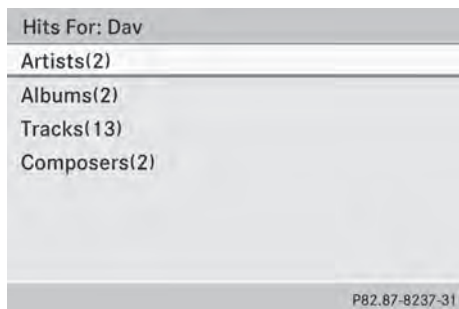 Hits For: Dav
Artists(2)
Albums(2)
Tracks(13)
Composers(2)
P82.87-8237-31